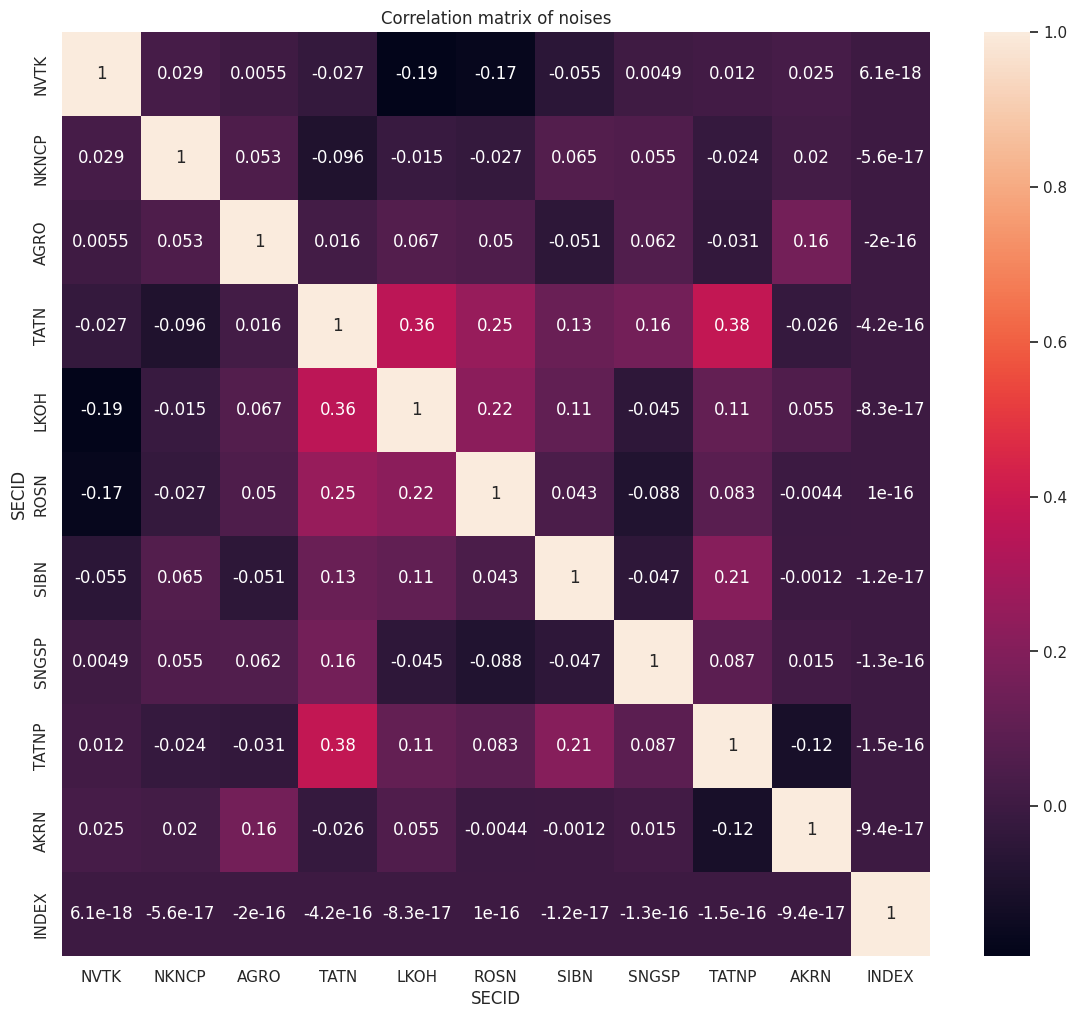 Correlation matrix of noises
NVTK 1 0.029 0.0055 -0.027 -0.19 -0.17 -0.055 0.0049 0.012 0.025 6.1e-18
NKNCP 0.029 1 0.053 -0.096 -0.015 -0.027 0.065 0.055 -0.024 0.02 -5.6e-17
AGRO 0.0055 0.053 1 0.016 0.067 0.05 -0.051 0.062 -0.031 0.16 -2e-16
TATN -0.027 -0.096 0.016 1 0.36 0.25 0.13 0.16 0.38 -0.026 -4.2e-16
LKOH -0.19 -0.015 0.067 0.36 1 0.22 0.11 -0.045 0.11 0.055 -8.3e-17
SECID
ROSN -0.17 -0.027 0.05 0.25 0.22 1 0.043 -0.088 0.083 -0.0044 1e-16
SIBN -0.055 0.065 -0.051 0.13 0.11 0.043 1 -0.047 0.21 -0.0012 -1.2e-17
SNGSP 0.0049 0.055 0.062 0.16 -0.045 -0.088 -0.047 1 0.087 0.015 -1.3e-16
TATNP 0.012 -0.024 -0.031 0.38 0.11 0.083 0.21 0.087 1 -0.12 -1.5e-16
AKRN 0.025 0.02 0.16 -0.026 0.055 -0.0044 -0.0012 0.015 -0.12 1 -9.4e-17
INDEX 6.1e-18 -5.6e-17 -2e-16 -4.2e-16 -8.3e-17 1e-16 -1.2e-17 -1.3e-16 -1.5e-16 -9.4e-17 1
NVTK NKNCP AGRO TATN LKOH ROSN SIBN SNGSP TATNP AKRN INDEX
SECID
1.0
0.8
0.6
0.4
0.2
0.0